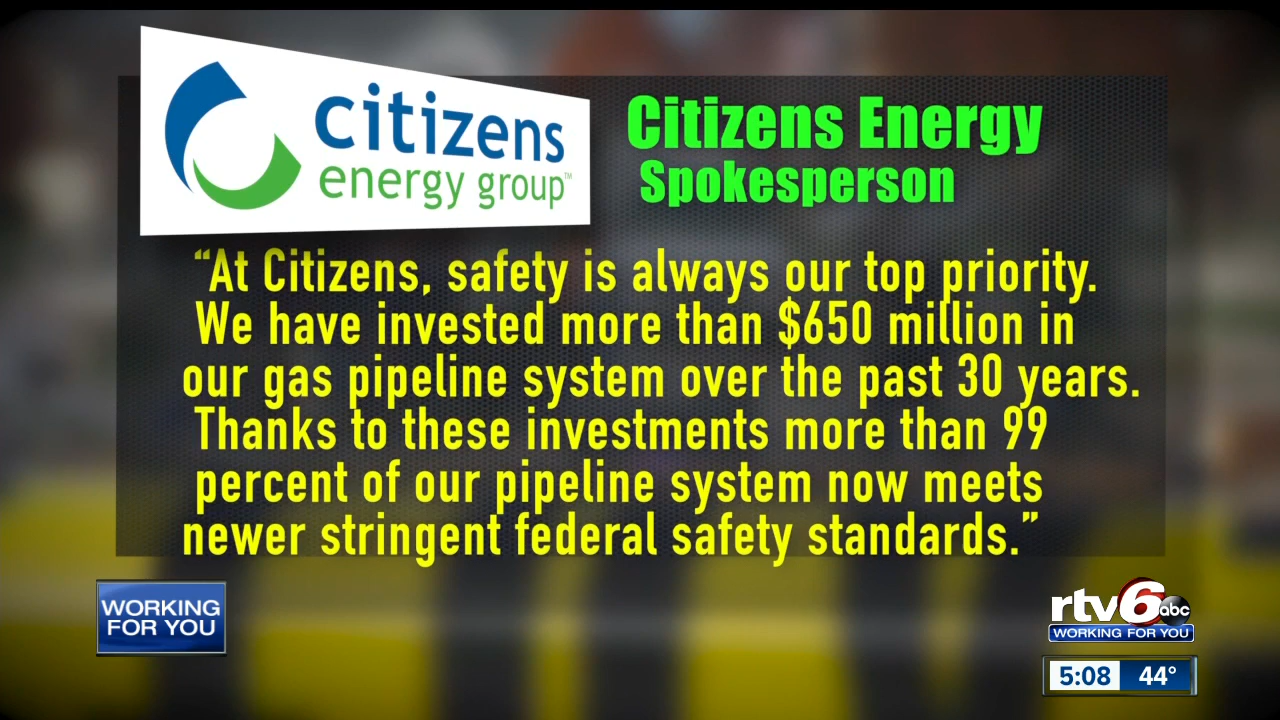 citizens
energy group™
Citizens Energy
Spokesperson
“At Citizens, safety is always our top priority.
We have invested more than $650 million in
our gas pipeline system over the past 30 years.
Thanks to these investments more than 99
percent of our pipeline system now meets
newer stringent federal safety standards.”
WORKING
FOR YOU
rtv6 abc
WORKING FOR YOU
5:08 44°